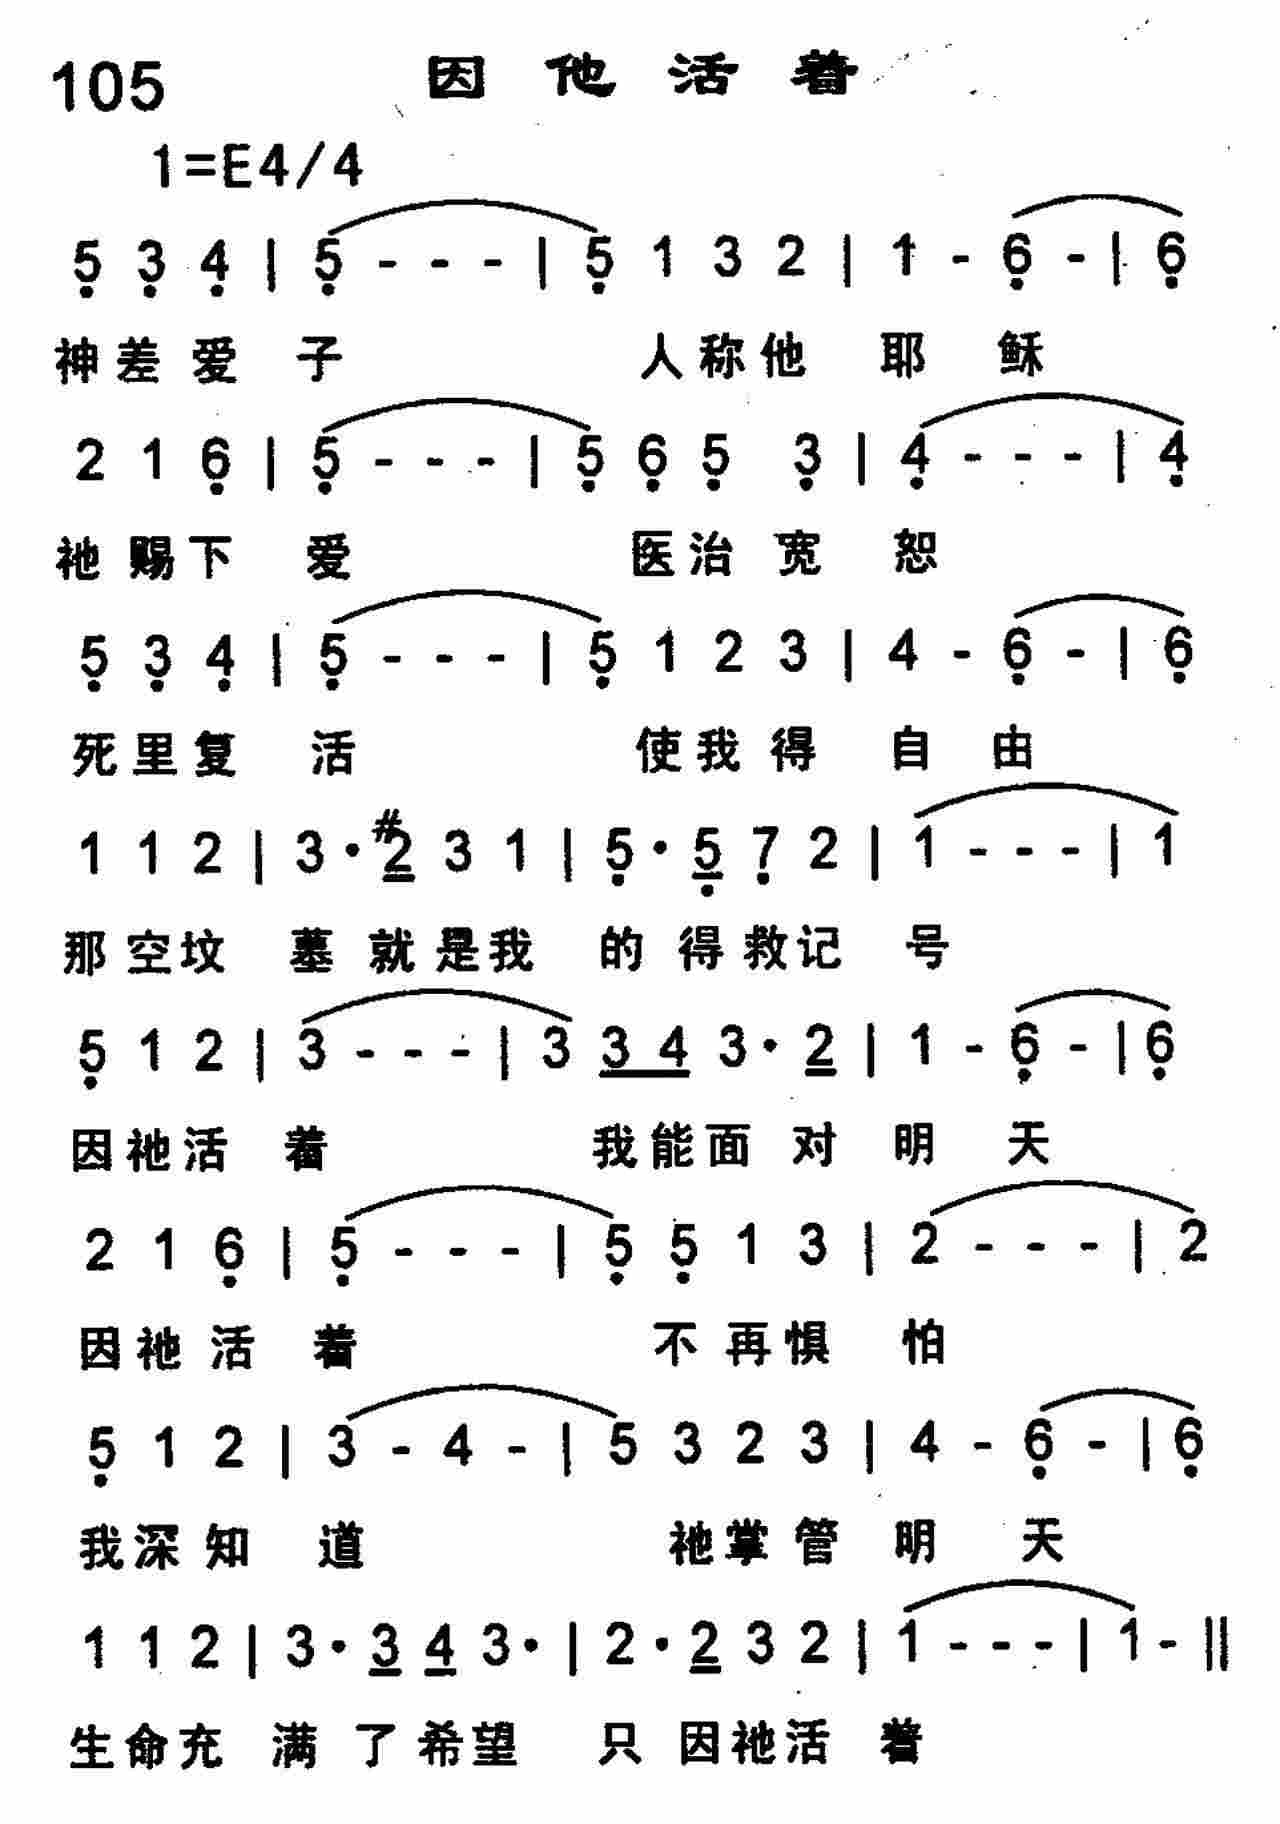 105 因他活着
1=E4/4
5̣ 3̣ 4̣ | 5̣ - - - | 5̣ 1 3 2 | 1 - 6̣ - | 6̣
神差爱子 人称他耶稣
2 1 6̣ | 5̣ - - - | 5̣ 6̣ 5̣ 3̣ | 4̣ - - - | 4̣
祂赐下爱 医治宽恕
5̣ 3̣ 4̣ | 5̣ - - - | 5̣ 1 2 3 | 4 - 6̣ - | 6̣
死里复活 使我得自由
1 1 2 | 3 · #2 3 1 | 5̣ · 5̣ 7̣ 2 | 1 - - - | 1
那空坟墓就是我的得救记号
5̣ 1 2 | 3 - - - | 3 3 4 3 · 2 | 1 - 6̣ - | 6̣
因祂活着 我能面对明天
2 1 6̣ | 5̣ - - - | 5̣ 5̣ 1 3 | 2 - - - | 2
因祂活着 不再惧怕
5̣ 1 2 | 3 - 4 - | 5 3 2 3 | 4 - 6̣ - | 6̣
我深知道 祂掌管明天
1 1 2 | 3 · 3 4 3 · | 2 · 2 3 2 | 1 - - - | 1 - ||
生命充满了希望 只因祂活着